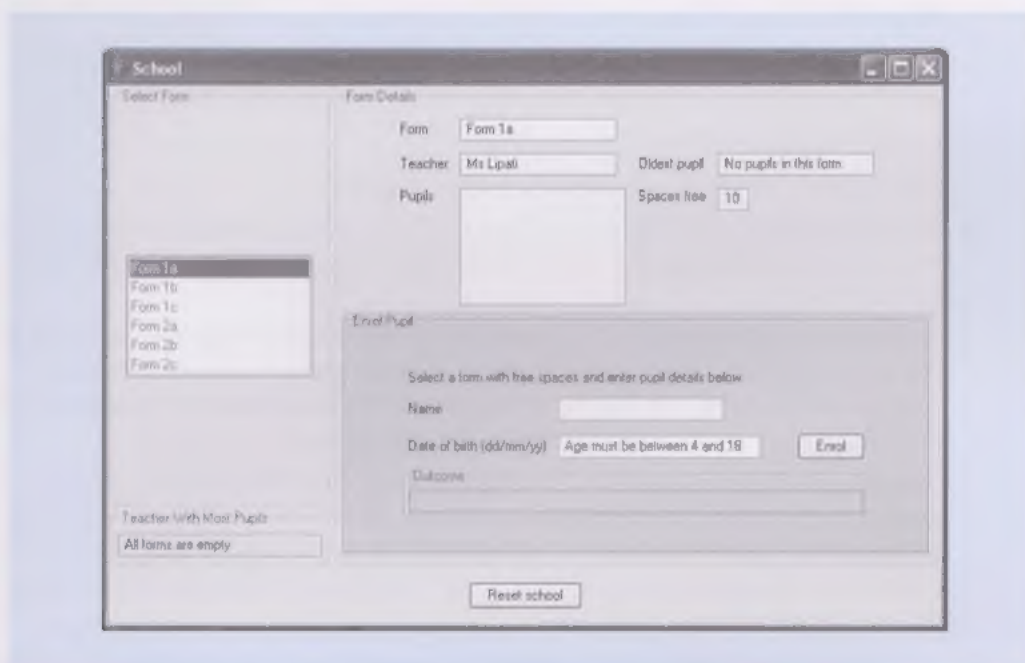 School
Select Form
Form 1a
Form 1b
Form 1c
Form 2a
Form 2b
Form 2c
Teacher With Most Pupils
All forms are empty
Form Details
Form Form 1a
Teacher Ms Lipati Oldest pupil No pupils in this form
Pupils Spaces free 10
Enrol Pupil
Select a form with free spaces and enter pupil details below
Name
Date of birth (dd/mm/yy) Age must be between 4 and 18 Enrol
Outcome
Reset school